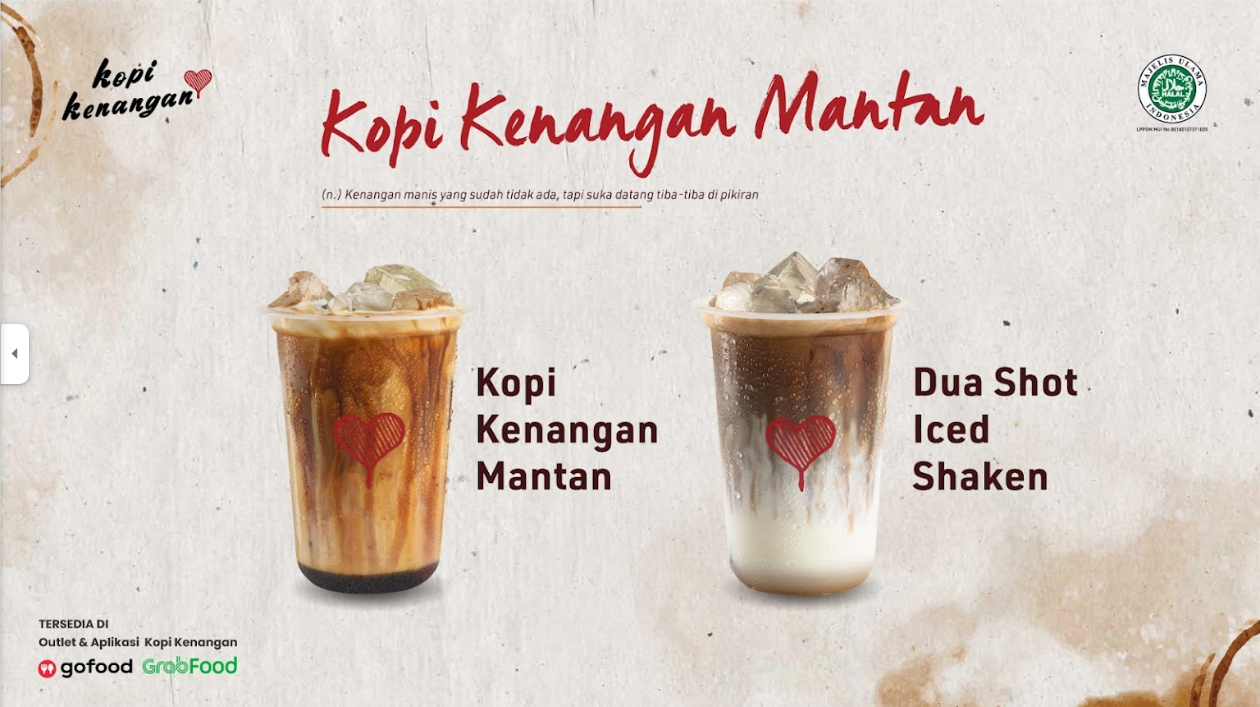 kopi
kenangan
Kopi Kenangan Mantan
MAJELIS ULAMA
HALAL
INDONESIA
(n.) Kenangan manis yang sudah tidak ada, tapi suka datang tiba-tiba di pikiran
Kopi
Kenangan
Mantan
Dua Shot
Iced
Shaken
TERSEDIA DI
Outlet & Aplikasi Kopi Kenangan
gofood GrabFood